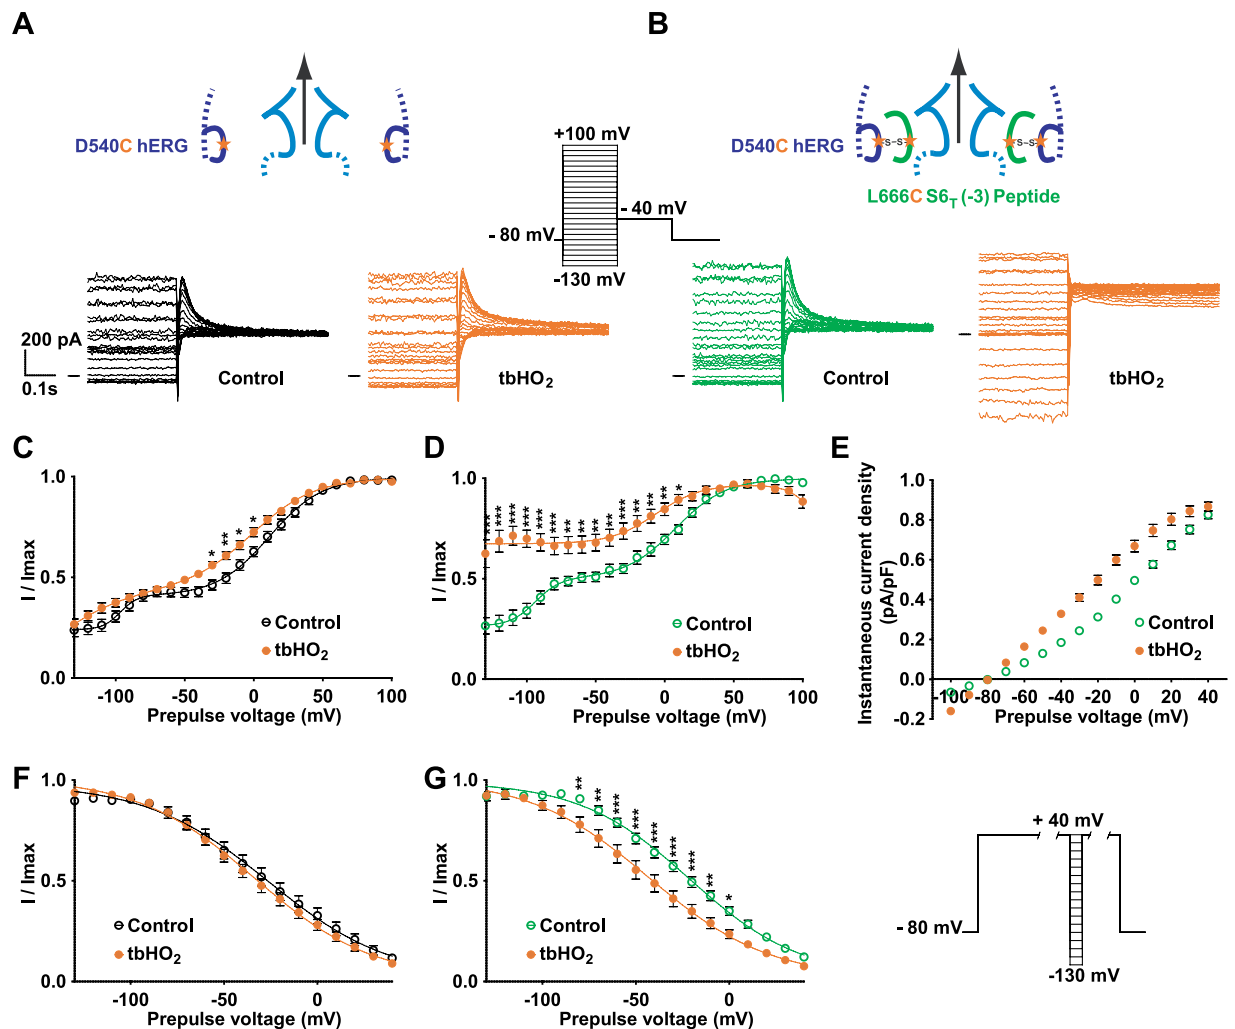 A
B
D540C hERG
D540C hERG
S-S
S-S
L666C S6T (-3) Peptide
+100 mV
- 40 mV
- 80 mV
-130 mV
200 pA
0.1s
Control
tbHO2
Control
tbHO2
C
1.0
0.5
0.0
I / Imax
* ** * *
Control
tbHO2
-100 -50 0 50 100
Prepulse voltage (mV)
D
1.0
0.5
0.0
I / Imax
*** *** *** *** *** *** *** *** *** *** *** *** *** *** *** *
Control
tbHO2
-100 -50 0 50 100
Prepulse voltage (mV)
E
Instantaneous current density
(pA/pF)
1.0
0.8
0.6
0.4
0.2
0.0
-0.2
Control
tbHO2
-100 -80 -60 -40 -20 0 20 40
Prepulse voltage (mV)
F
1.0
0.5
0.0
I / Imax
Control
tbHO2
-100 0
Prepulse voltage (mV)
G
1.0
0.5
0.0
I / Imax
** ** *** *** *** *** *** ** *
Control
tbHO2
-100 0
Prepulse voltage (mV)
+ 40 mV
- 80 mV
-130 mV